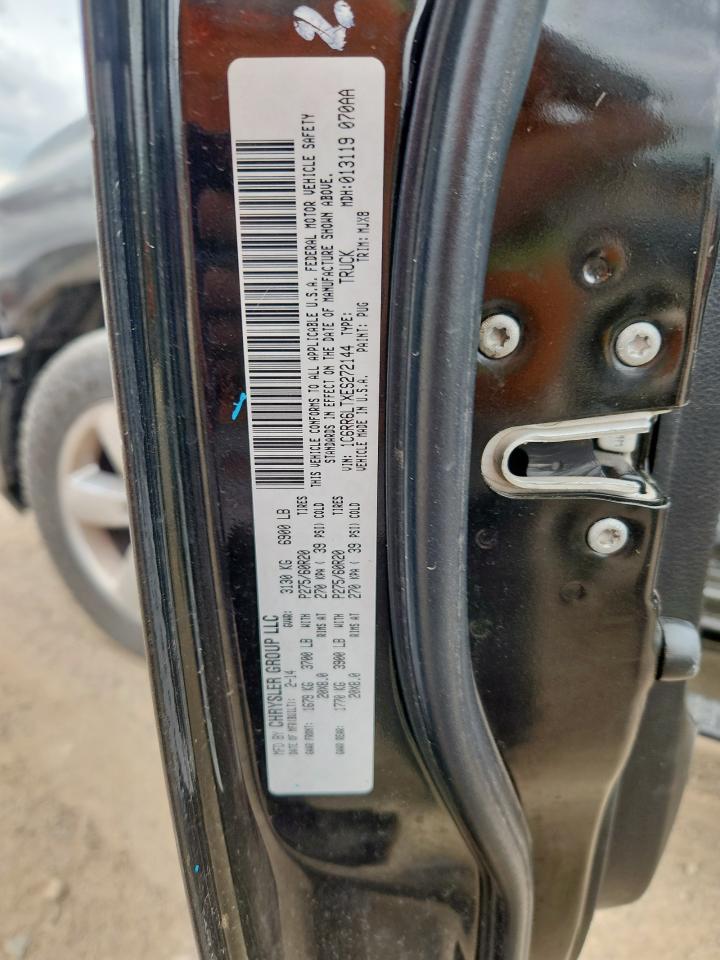 2
MFD BY CHRYSLER GROUP LLC
DATE OF MFR(BUILT): 2-14 GVWR: 3130 KG 6900 LB
GAWR FRONT: 1679 KG 3700 LB WITH P275/60R20 TIRES
20X8.0 RIMS AT 270 KPA ( 39 PSI) COLD
GAWR REAR: 1770 KG 3900 LB WITH P275/60R20 TIRES
20X8.0 RIMS AT 270 KPA ( 39 PSI) COLD
THIS VEHICLE CONFORMS TO ALL APPLICABLE U.S.A. FEDERAL MOTOR VEHICLE SAFETY
STANDARDS IN EFFECT ON THE DATE OF MANUFACTURE SHOWN ABOVE.
VIN: 1C6RR6LTXES272144 TYPE: TRUCK MDH:013119 070AA
VEHICLE MADE IN U.S.A. PAINT: PUG TRIM: MJX8